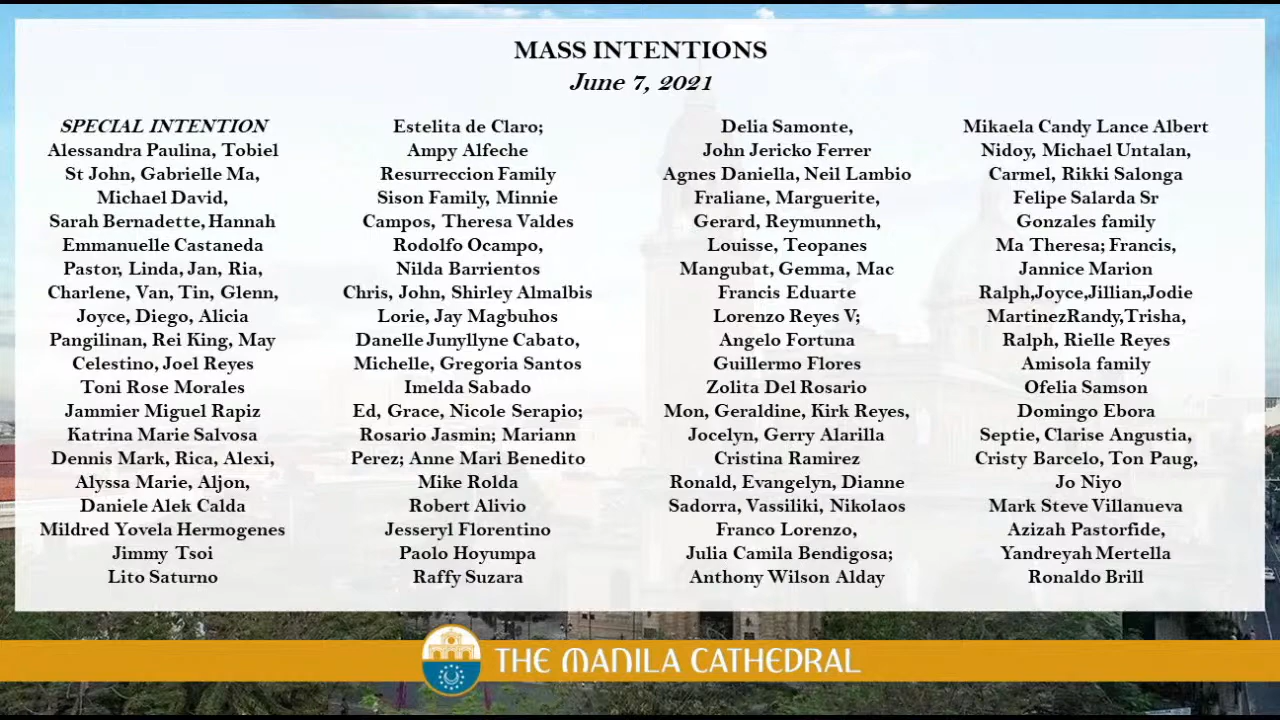 MASS INTENTIONS
June 7, 2021
SPECIAL INTENTION
Alessandra Paulina, Tobiel
St John, Gabrielle Ma,
Michael David,
Sarah Bernadette, Hannah
Emmanuelle Castaneda
Pastor, Linda, Jan, Ria,
Charlene, Van, Tin, Glenn,
Joyce, Diego, Alicia
Pangilinan, Rei King, May
Celestino, Joel Reyes
Toni Rose Morales
Jammier Miguel Rapiz
Katrina Marie Salvosa
Dennis Mark, Rica, Alexi,
Alyssa Marie, Aljon,
Daniele Alek Calda
Mildred Yovela Hermogenes
Jimmy Tsoi
Lito Saturno
Estelita de Claro;
Ampy Alfeche
Resurreccion Family
Sison Family, Minnie
Campos, Theresa Valdes
Rodolfo Ocampo,
Nilda Barrientos
Chris, John, Shirley Almalbis
Lorie, Jay Magbuhos
Danelle Junyllyne Cabato,
Michelle, Gregoria Santos
Imelda Sabado
Ed, Grace, Nicole Serapio;
Rosario Jasmin; Mariann
Perez; Anne Mari Benedito
Mike Rolda
Robert Alivio
Jesseryl Florentino
Paolo Hoyumpa
Raffy Suzara
Delia Samonte,
John Jericko Ferrer
Agnes Daniella, Neil Lambio
Fraliane, Marguerite,
Gerard, Reymunneth,
Louisse, Teopanes
Mangubat, Gemma, Mac
Francis Eduarte
Lorenzo Reyes V;
Angelo Fortuna
Guillermo Flores
Zolita Del Rosario
Mon, Geraldine, Kirk Reyes,
Jocelyn, Gerry Alarilla
Cristina Ramirez
Ronald, Evangelyn, Dianne
Sadorra, Vassiliki, Nikolaos
Franco Lorenzo,
Julia Camila Bendigosa;
Anthony Wilson Alday
Mikaela Candy Lance Albert
Nidoy, Michael Untalan,
Carmel, Rikki Salonga
Felipe Salarda Sr
Gonzales family
Ma Theresa; Francis,
Jannice Marion
Ralph,Joyce,Jillian,Jodie
MartinezRandy,Trisha,
Ralph, Rielle Reyes
Amisola family
Ofelia Samson
Domingo Ebora
Septie, Clarise Angustia,
Cristy Barcelo, Ton Paug,
Jo Niyo
Mark Steve Villanueva
Azizah Pastorfide,
Yandreyah Mertella
Ronaldo Brill
THE MANILA CATHEDRAL